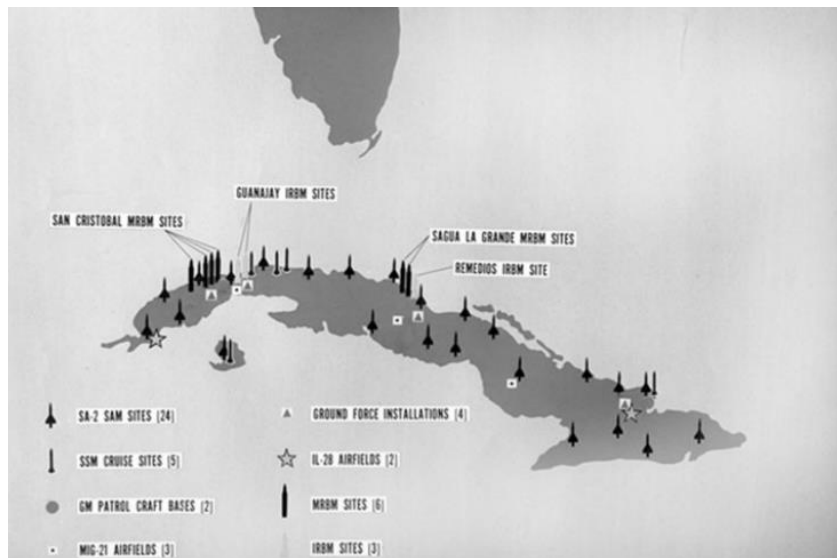 GUANAJAY IRBM SITES
SAN CRISTOBAL MRBM SITES
SAGUA LA GRANDE MRBM SITES
REMEDIOS IRBM SITE
SA-2 SAM SITES [24]
GROUND FORCE INSTALLATIONS [4]
SSM CRUISE SITES [5]
IL-28 AIRFIELDS [2]
GM PATROL CRAFT BASES [2]
MRBM SITES [6]
MIG-21 AIRFIELDS [3]
IRBM SITES [3]